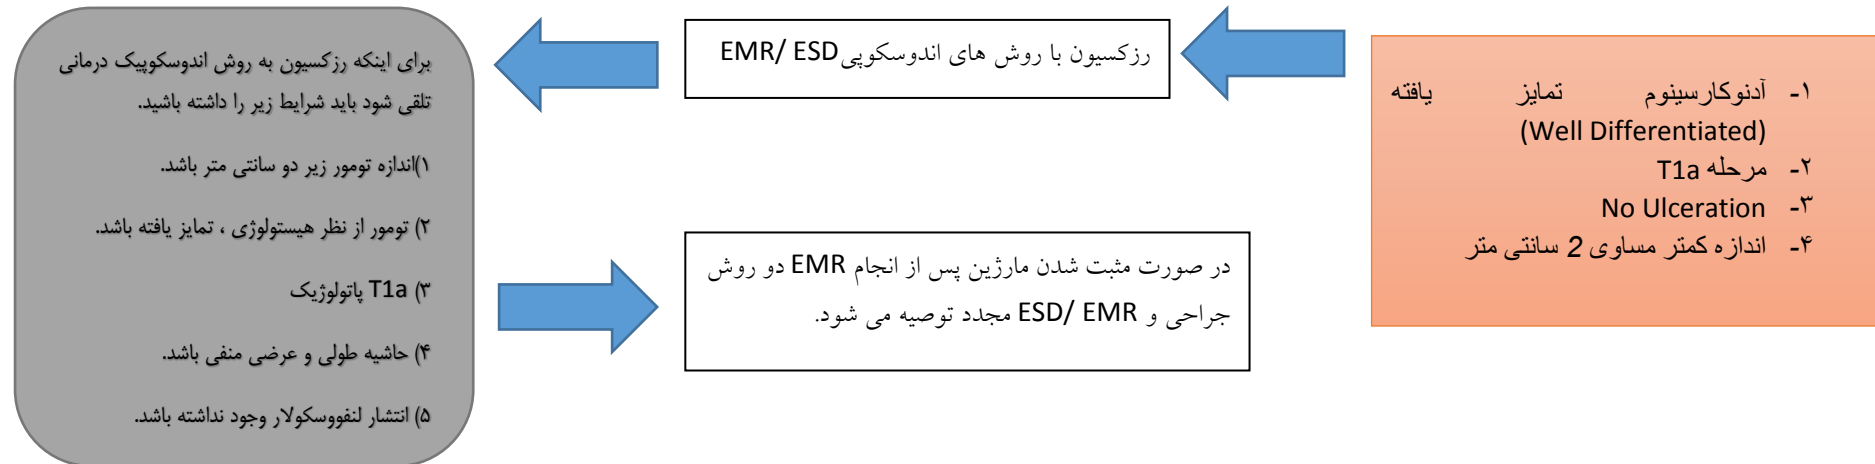 ۱- آدنوکارسینوم تمایز یافته
(Well Differentiated)
۲- مرحله T1a
۳- No Ulceration
۴- اندازه کمتر مساوی 2 سانتی متر
رزکسیون با روش های اندوسکوپیEMR/ ESD
برای اینکه رزکسیون به روش اندوسکوپیک درمانی
تلقی شود باید شرایط زیر را داشته باشید.
۱)اندازه تومور زیر دو سانتی متر باشد.
۲) تومور از نظر هیستولوژی ، تمایز یافته باشد.
۳) T1a پاتولوژیک
۴) حاشیه طولی و عرضی منفی باشد.
۵) انتشار لنفووسکولار وجود نداشته باشد.
در صورت مثبت شدن مارژین پس از انجام EMR دو روش
جراحی و ESD/ EMR مجدد توصیه می شود.